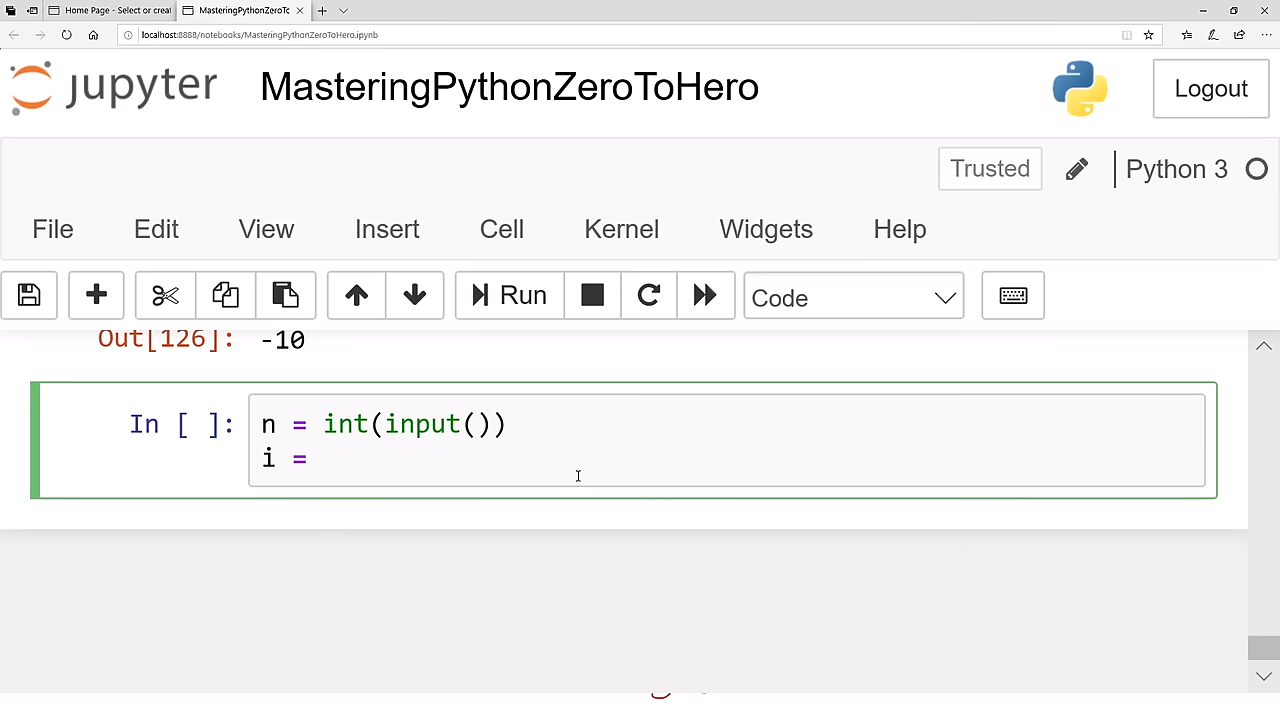 Home Page - Select or creat
MasteringPythonZeroTo
localhost:8888/notebooks/MasteringPythonZeroToHero.ipynb
jupyter MasteringPythonZeroToHero
Logout
Trusted
Python 3
File Edit View Insert Cell Kernel Widgets Help
Run
Code
Out[126]: -10
In [ ]: n = int(input())
i =